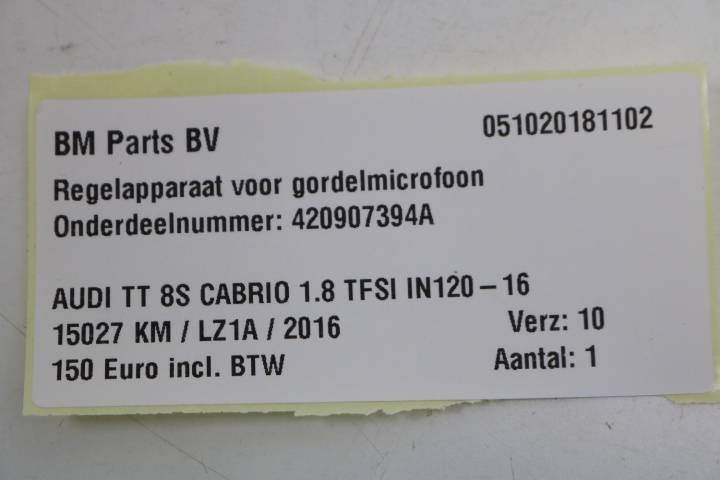 BM Parts BV 051020181102
Regelapparaat voor gordelmicrofoon
Onderdeelnummer: 420907394A
AUDI TT 8S CABRIO 1.8 TFSI IN120-16
15027 KM / LZ1A / 2016 Verz: 10
150 Euro incl. BTW Aantal: 1